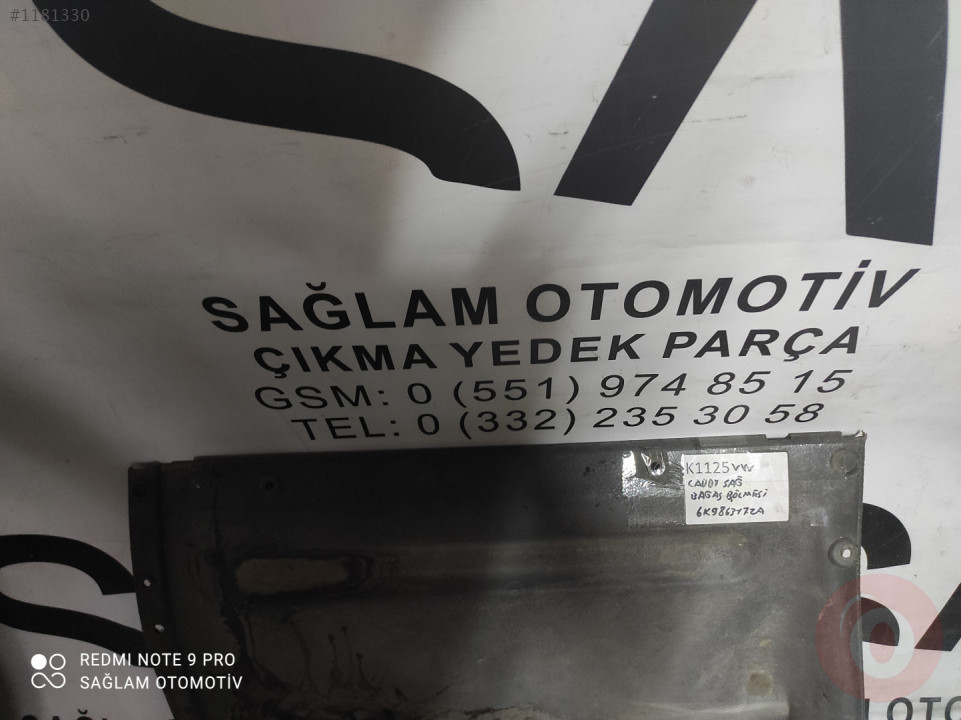 #1181330
SAĞLAM OTOMOTİV
ÇIKMA YEDEK PARÇA
GSM: 0 (551) 974 85 15
TEL: 0 (332) 235 30 58
K1125 VW
CADDY SAĞ
BAGAJ BÖLMESİ
6K9863172A
REDMI NOTE 9 PRO
SAĞLAM OTOMOTİV